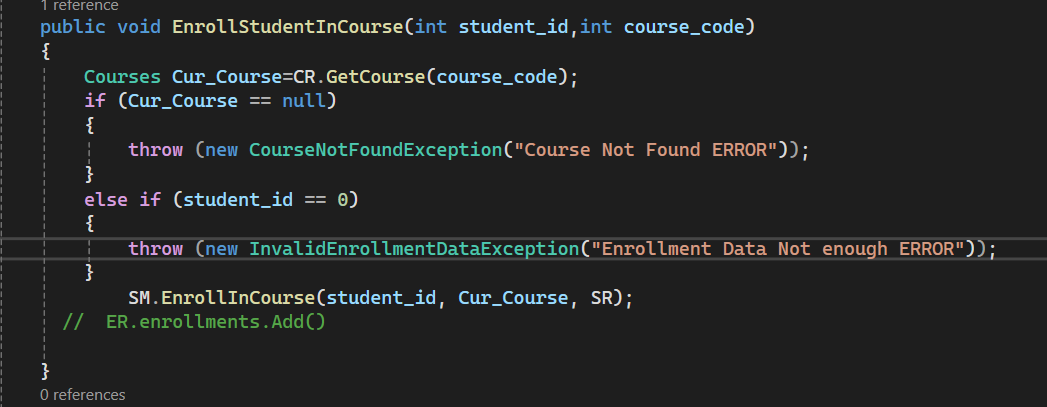 1 reference
public void EnrollStudentInCourse(int student_id,int course_code)
{
Courses Cur_Course=CR.GetCourse(course_code);
if (Cur_Course == null)
{
throw (new CourseNotFoundException("Course Not Found ERROR"));
}
else if (student_id == 0)
{
throw (new InvalidEnrollmentDataException("Enrollment Data Not enough ERROR"));
}
SM.EnrollInCourse(student_id, Cur_Course, SR);
// ER.enrollments.Add()
}
0 references